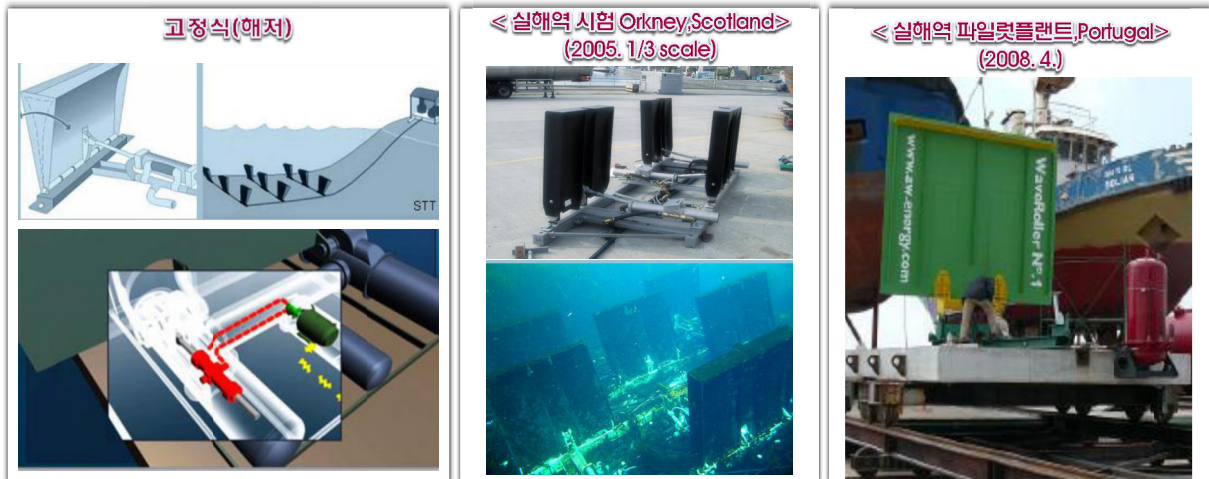 고정식(해저)
STT
< 실해역 시험 Orkney,Scotland>
(2005. 1/3 scale)
< 실해역 파일럿플랜트,Portugal>
(2008. 4.)
WaveRoller Nº.1
www.aw-energy.com